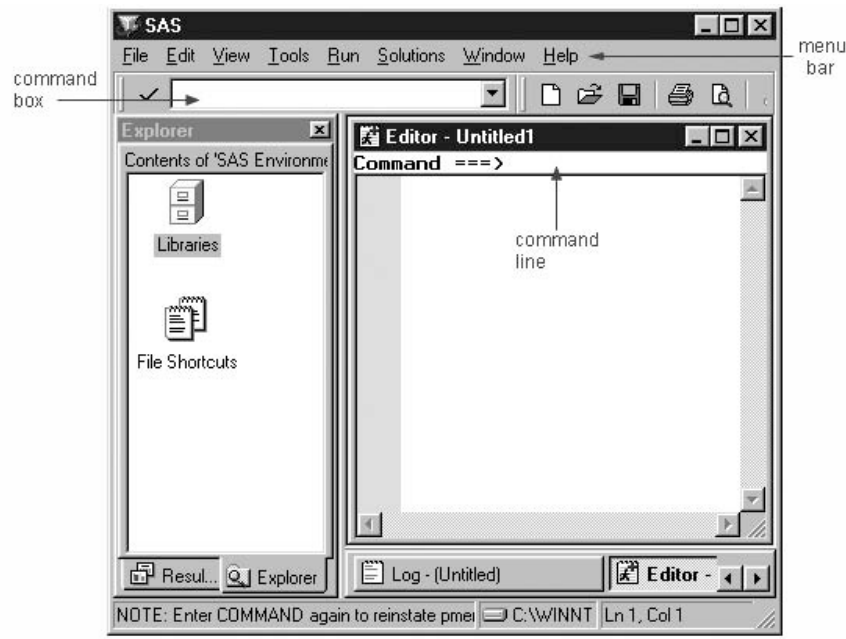 SAS
File Edit View Tools Run Solutions Window Help
menu
bar
command
box
Explorer
Contents of 'SAS Environme
Libraries
File Shortcuts
Editor - Untitled1
Command ===>
command
line
Resul... Explorer
Log - (Untitled)
Editor -
NOTE: Enter COMMAND again to reinstate pmei C:\WINNT Ln 1, Col 1